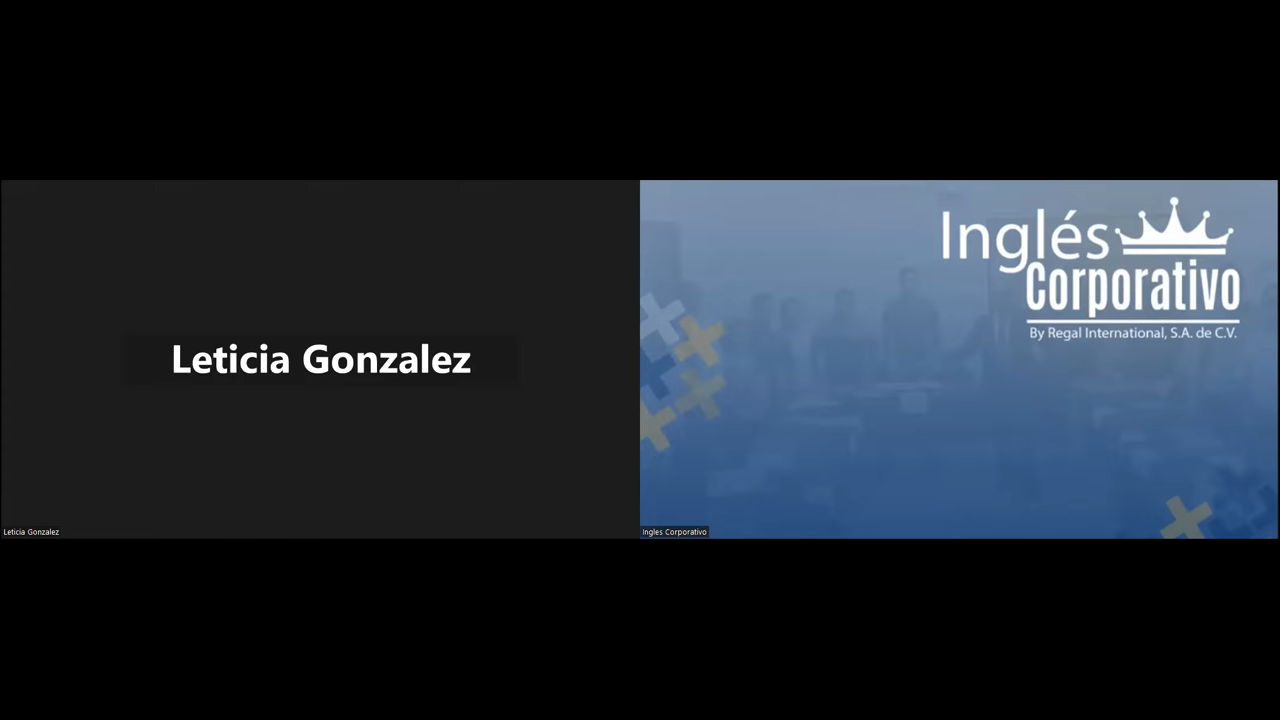 Leticia Gonzalez
Leticia Gonzalez
Inglés
Corporativo
By Regal International, S.A. de C.V.
Ingles Corporativo